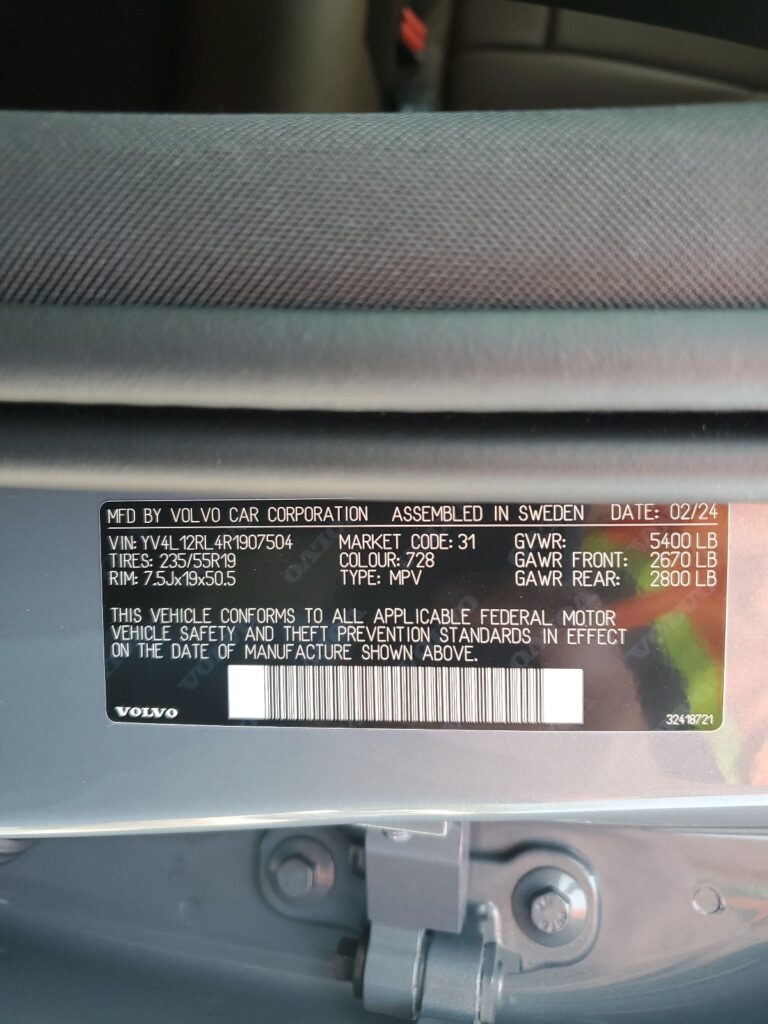 MFD BY VOLVO CAR CORPORATION ASSEMBLED IN SWEDEN DATE: 02/24
VIN: YV4L12RL4R1907504 MARKET CODE: 31 GVWR: 5400 LB
TIRES: 235/55R19 COLOUR: 728 GAWR FRONT: 2670 LB
RIM: 7.5Jx19x50.5 TYPE: MPV GAWR REAR: 2800 LB
THIS VEHICLE CONFORMS TO ALL APPLICABLE FEDERAL MOTOR
VEHICLE SAFETY AND THEFT PREVENTION STANDARDS IN EFFECT
ON THE DATE OF MANUFACTURE SHOWN ABOVE.
VOLVO 32418721